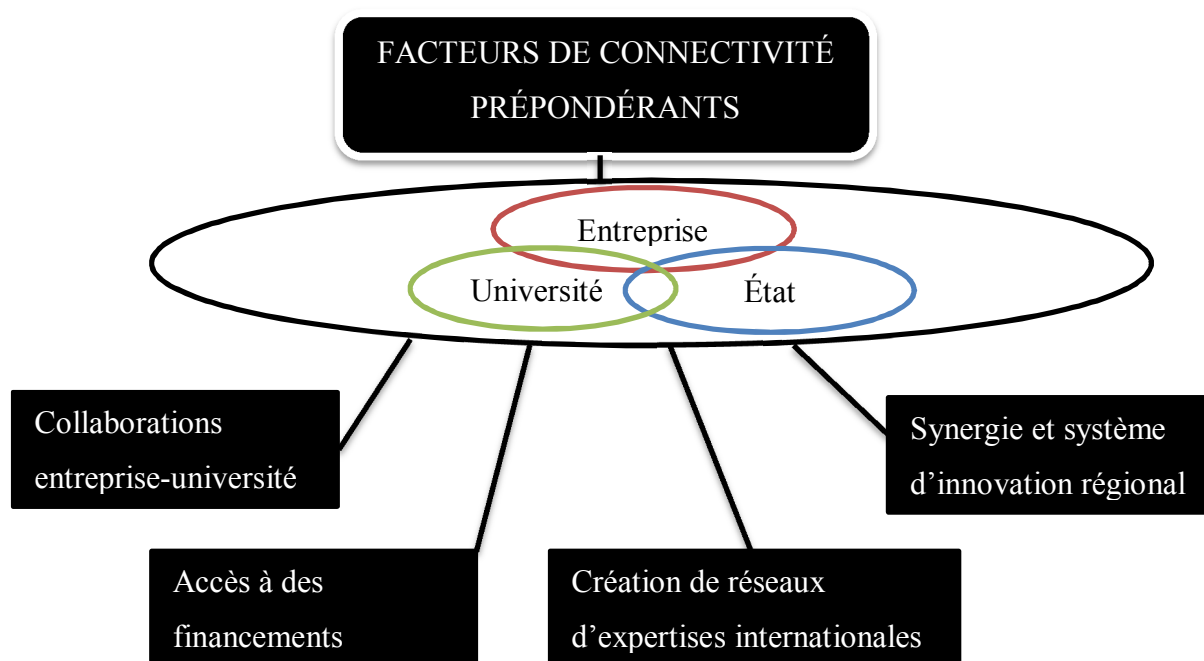 FACTEURS DE CONNECTIVITÉ
PRÉPONDÉRANTS
Entreprise
Université
État
Collaborations
entreprise-université
Synergie et système
d’innovation régional
Accès à des
financements
Création de réseaux
d’expertises internationales